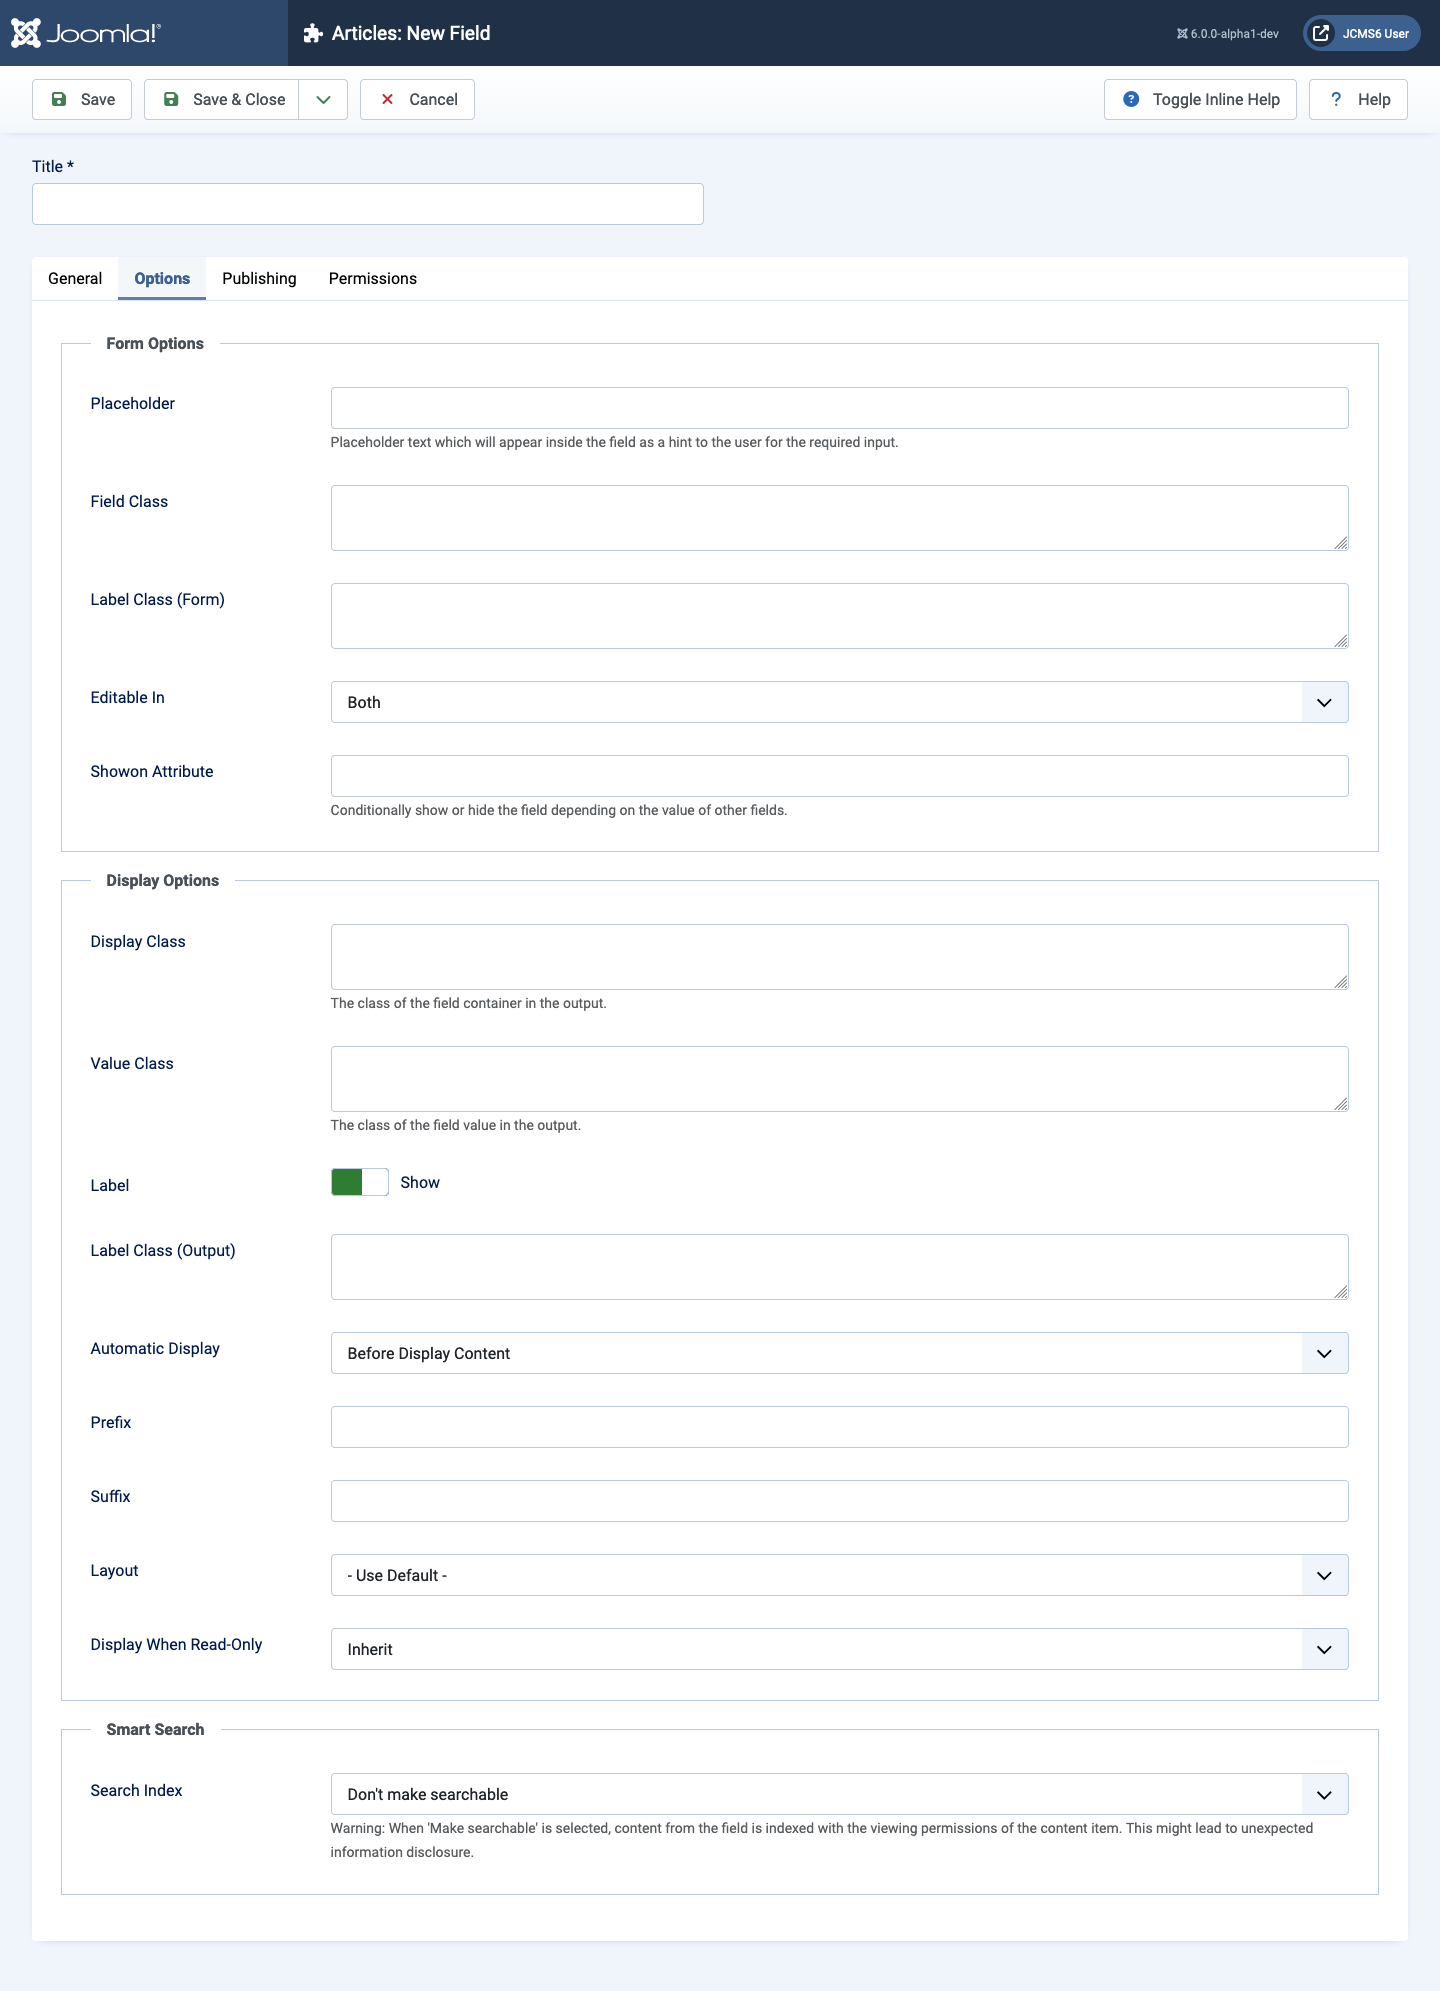 Joomla!®
Articles: New Field
6.0.0-alpha1-dev
JCMS6 User
Save
Save & Close
Cancel
Toggle Inline Help
? Help
Title *
General
Options
Publishing
Permissions
Form Options
Placeholder
Placeholder text which will appear inside the field as a hint to the user for the required input.
Field Class
Label Class (Form)
Editable In
Both
Showon Attribute
Conditionally show or hide the field depending on the value of other fields.
Display Options
Display Class
The class of the field container in the output.
Value Class
The class of the field value in the output.
Label
Show
Label Class (Output)
Automatic Display
Before Display Content
Prefix
Suffix
Layout
- Use Default -
Display When Read-Only
Inherit
Smart Search
Search Index
Don't make searchable
Warning: When 'Make searchable' is selected, content from the field is indexed with the viewing permissions of the content item. This might lead to unexpected
information disclosure.